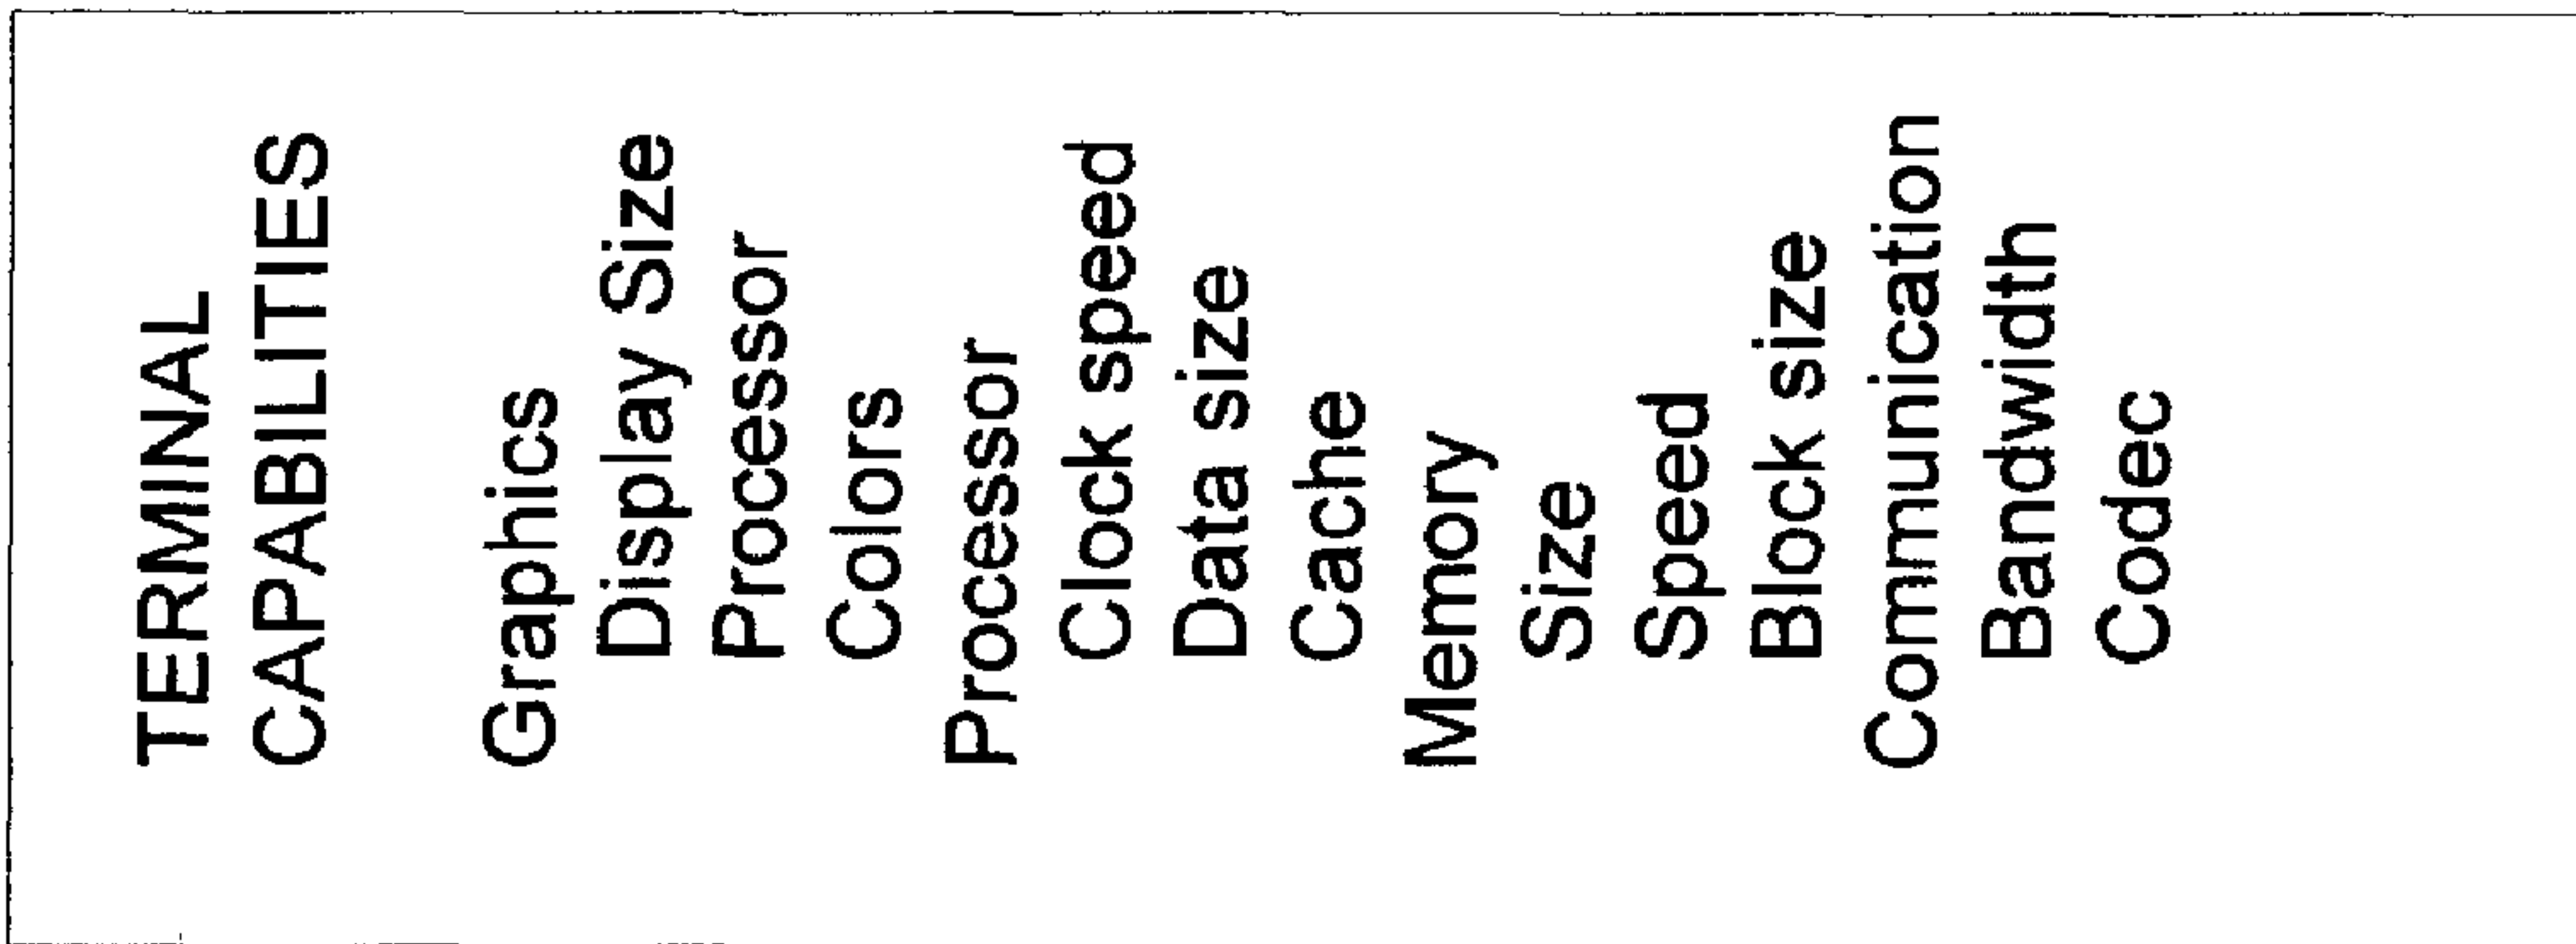 TERMINAL
CAPABILITIES
Graphics
Display Size
Processor
Colors
Processor
Clock speed
Data size
Cache
Memory
Size
Speed
Block size
Communication
Bandwidth
Codec